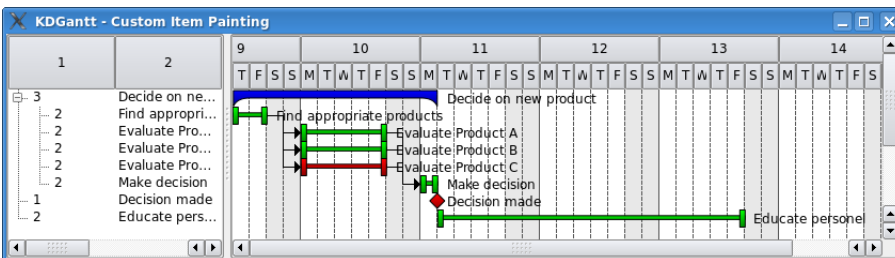 KDGantt - Custom Item Painting
1 2 9 10 11 12 13 14
T F S S M T W T F S S M T W T F S S M T W T F S S M T W T F S S M T W T F S
3 Decide on ne... Decide on new product
2 Find appropri... Find appropriate products
2 Evaluate Pro... Evaluate Product A
2 Evaluate Pro... Evaluate Product B
2 Evaluate Pro... Evaluate Product C
2 Make decision Make decision
1 Decision made Decision made
2 Educate pers... Educate personel